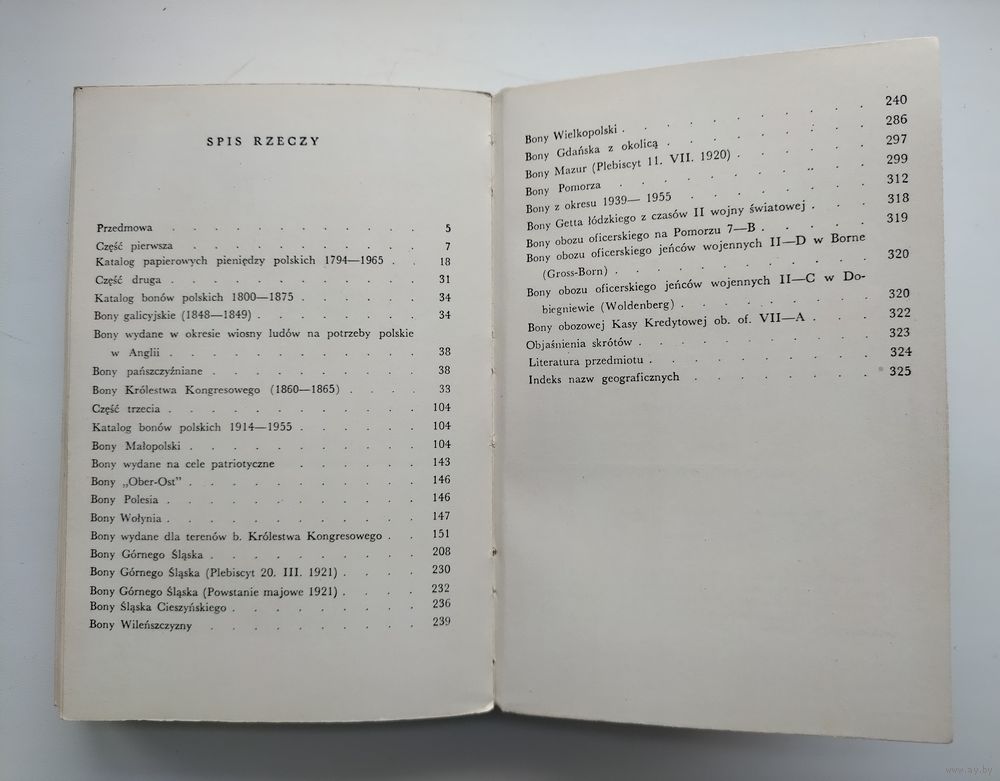 SPIS RZECZY
Przedmowa . . . . . . . . . . . 5
Część pierwsza . . . . . . . . . . 7
Katalog papierowych pieniędzy polskich 1794—1965 . . 18
Część druga . . . . . . . . . . . 31
Katalog bonów polskich 1800—1875 . . . . . . 34
Bony galicyjskie (1848—1849) . . . . . . . . 34
Bony wydane w okresie wiosny ludów na potrzeby polskie
w Anglii . . . . . . . . . . . 38
Bony pańszczyźniane . . . . . . . . . . 38
Bony Królestwa Kongresowego (1860—1865) . . . . 33
Część trzecia . . . . . . . . . . . 104
Katalog bonów polskich 1914—1955 . . . . . . 104
Bony Małopolski . . . . . . . . . . . 104
Bony wydane na cele patriotyczne . . . . . . 143
Bony „Ober-Ost” . . . . . . . . . . . 146
Bony Polesia . . . . . . . . . . . . 146
Bony Wołynia . . . . . . . . . . . . 147
Bony wydane dla terenów b. Królestwa Kongresowego . . 151
Bony Górnego Śląska . . . . . . . . . . 208
Bony Górnego Śląska (Plebiscyt 20. III. 1921) . . . . 230
Bony Górnego Śląska (Powstanie majowe 1921) . . . . 232
Bony Śląska Cieszyńskiego . . . . . . . . . 236
Bony Wileńszczyzny . . . . . . . . . . 239
Bony Wielkopolski . . . . . . . . . . . 240
Bony Gdańska z okolicą . . . . . . . . . 286
Bony Mazur (Plebiscyt 11. VII. 1920) . . . . . . 297
Bony Pomorza . . . . . . . . . . . 299
Bony z okresu 1939— 1955 . . . . . . . . 312
Bony Getta łódzkiego z czasów II wojny światowej . . . 318
Bony obozu oficerskiego na Pomorzu 7—B . . . . . 319
Bony obozu oficerskiego jeńców wojennych II—D w Borne
(Gross-Born) . . . . . . . . . . . 320
Bony obozu oficerskiego jeńców wojennych II—C w Do-
biegniewie (Woldenberg) . . . . . . . . . 320
Bony obozowej Kasy Kredytowej ob. of. VII—A . . . . 322
Objaśnienia skrótów . . . . . . . . . . 323
Literatura przedmiotu . . . . . . . . . . 324
Indeks nazw geograficznych . . . . . . . . 325
www.ay.by